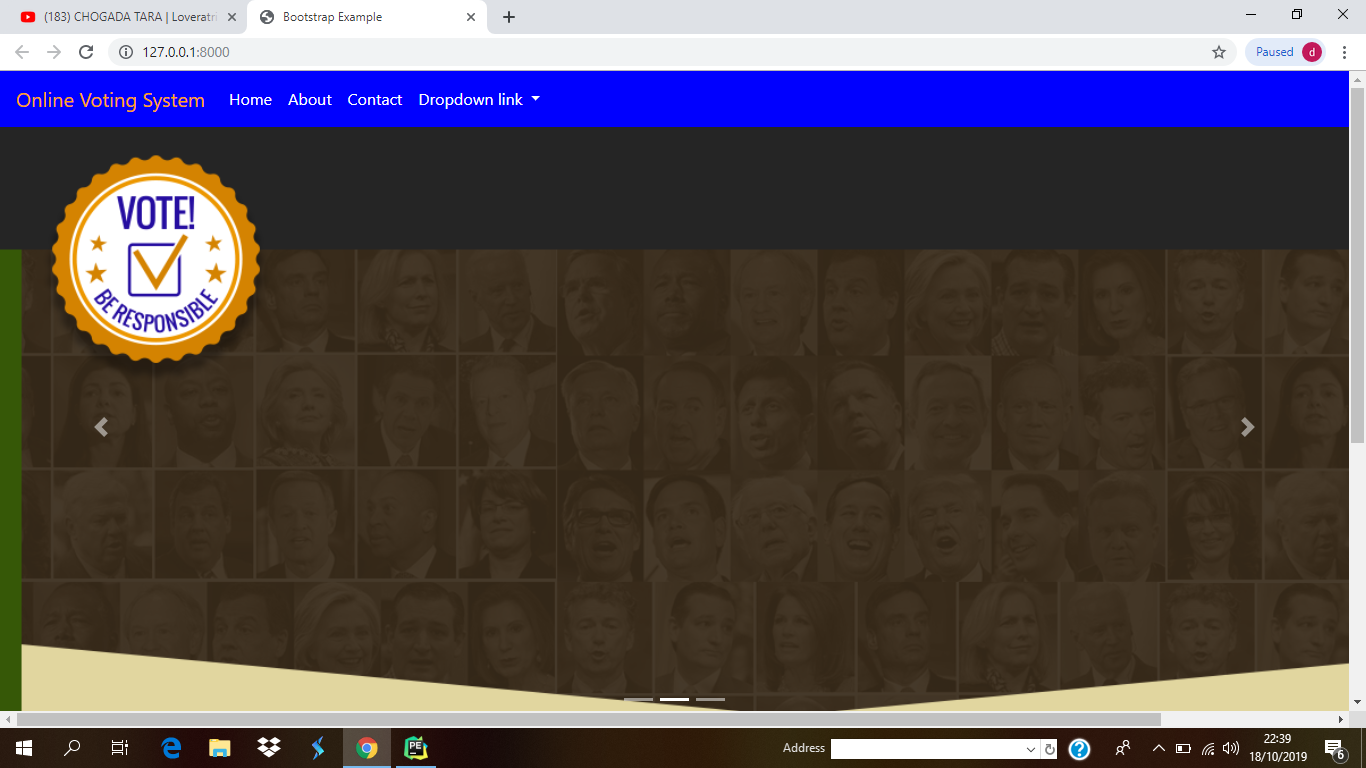 (183) CHOGADA TARA | Loveratri
Bootstrap Example
127.0.0.1:8000
Paused
d
Online Voting System
Home
About
Contact
Dropdown link
VOTE!
BE RESPONSIBLE
Address
PE
22:39
18/10/2019
6